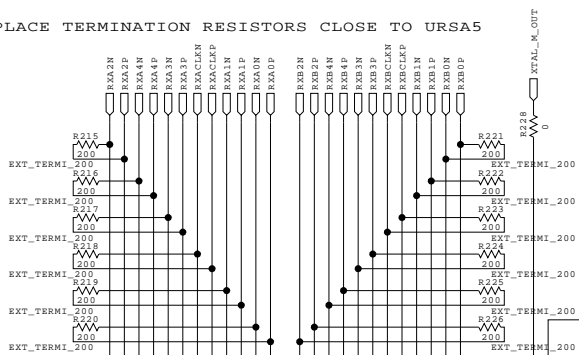 PLACE TERMINATION RESISTORS CLOSE TO URSA5
XTAL_M_OUT
RXA2N
RXA2P
RXA4N
RXA4P
RXA3N
RXA3P
RXACLKN
RXACLKP
RXA1N
RXA1P
RXA0N
RXA0P
RXB2N
RXB2P
RXB4N
RXB4P
RXB3N
RXB3P
RXBCLKN
RXBCLKP
RXB1N
RXB1P
RXB0N
RXB0P
R228
0
R215
200
EXT_TERMI_200
R216
200
EXT_TERMI_200
R217
200
EXT_TERMI_200
R218
200
EXT_TERMI_200
R219
200
EXT_TERMI_200
R220
200
EXT_TERMI_200
R221
200
EXT_TERMI_200
R222
200
EXT_TERMI_200
R223
200
EXT_TERMI_200
R224
200
EXT_TERMI_200
R225
200
EXT_TERMI_200
R226
200
EXT_TERMI_200